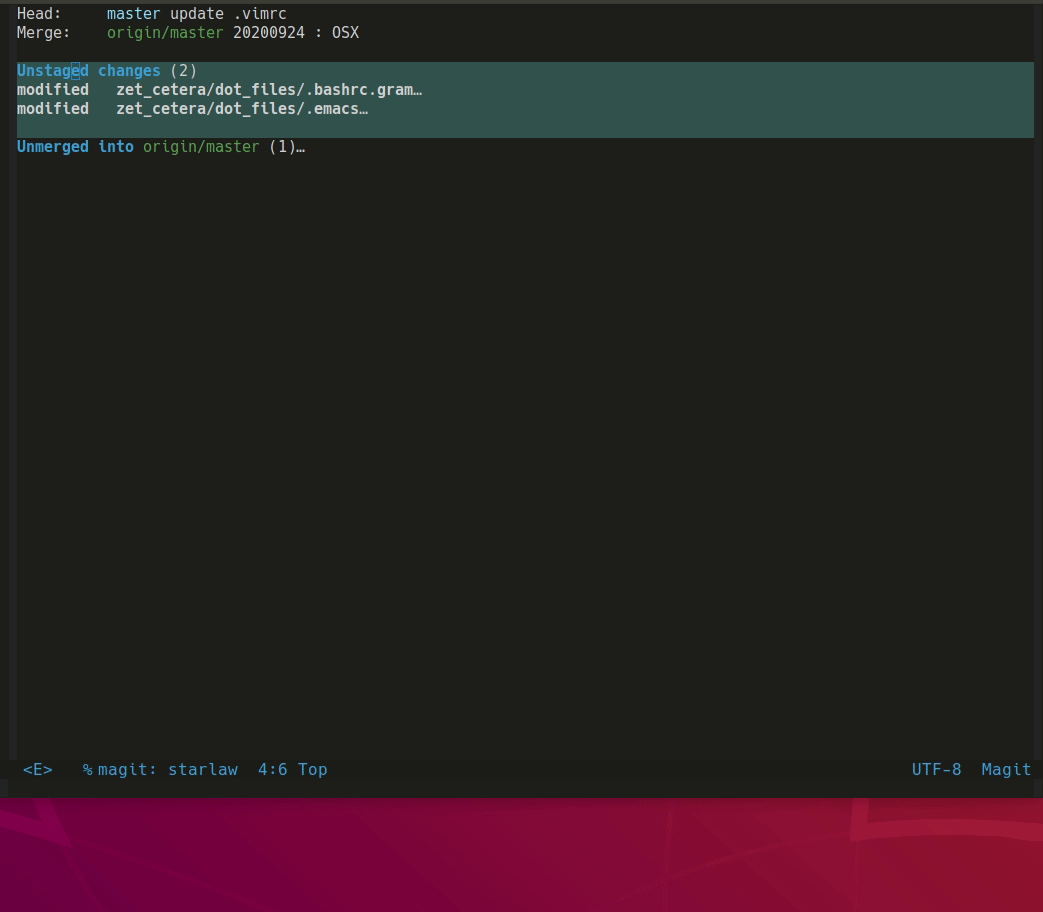 Head:     master update .vimrc
Merge:    origin/master 20200924 : OSX
Unstaged changes (2)
modified   zet_cetera/dot_files/.bashrc.gram…
modified   zet_cetera/dot_files/.emacs…
Unmerged into origin/master (1)…
<E>   % magit: starlaw  4:6 Top   UTF-8  Magit